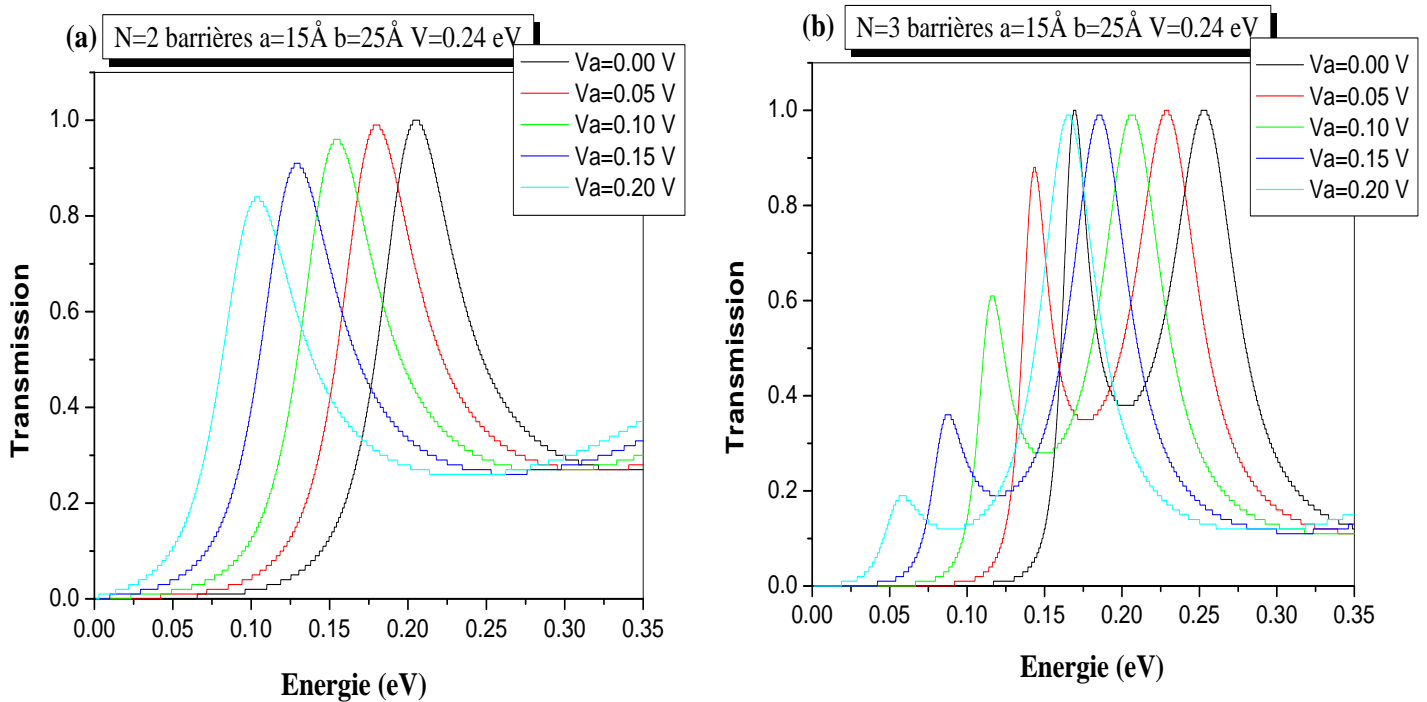 (a)
N=2 barrières a=15Å b=25Å V=0.24 eV
Va=0.00 V
Va=0.05 V
Va=0.10 V
Va=0.15 V
Va=0.20 V
1.0
0.8
0.6
0.4
0.2
0.0
Transmission
0.00 0.05 0.10 0.15 0.20 0.25 0.30 0.35
Energie (eV)
(b)
N=3 barrières a=15Å b=25Å V=0.24 eV
Va=0.00 V
Va=0.05 V
Va=0.10 V
Va=0.15 V
Va=0.20 V
1.0
0.8
0.6
0.4
0.2
0.0
Transmission
0.00 0.05 0.10 0.15 0.20 0.25 0.30 0.35
Energie (eV)